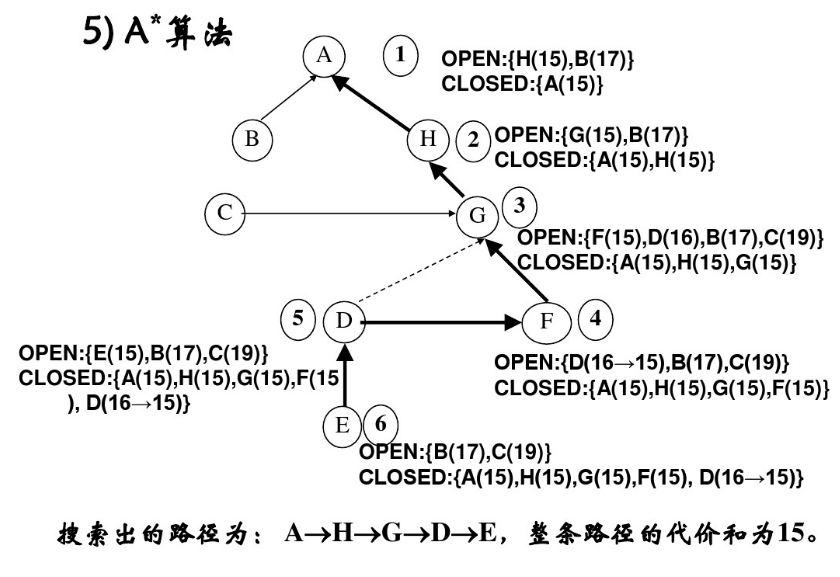 5) A*算法
A
1
OPEN:{H(15),B(17)}
CLOSED:{A(15)}
B
H
2
OPEN:{G(15),B(17)}
CLOSED:{A(15),H(15)}
C
G
3
OPEN:{F(15),D(16),B(17),C(19)}
CLOSED:{A(15),H(15),G(15)}
5
D
F
4
OPEN:{E(15),B(17),C(19)}
CLOSED:{A(15),H(15),G(15),F(15
), D(16→15)}
OPEN:{D(16→15),B(17),C(19)}
CLOSED:{A(15),H(15),G(15),F(15)}
E
6
OPEN:{B(17),C(19)}
CLOSED:{A(15),H(15),G(15),F(15), D(16→15)}
搜索出的路径为： A→H→G→D→E，整条路径的代价和为15。